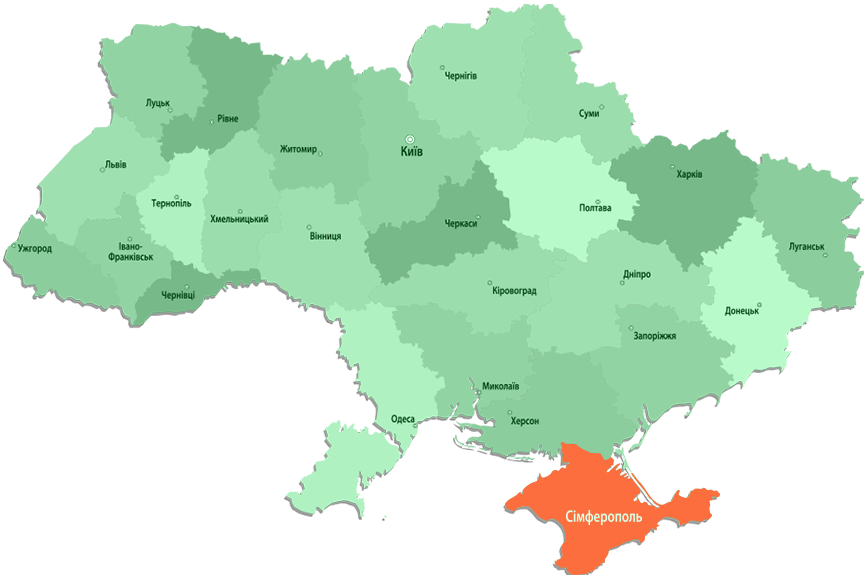 Чернігів
Луцьк
Суми
Рівне
Житомир
Київ
Львів
Харків
Тернопіль
Полтава
Хмельницький
Черкаси
Вінниця
Ужгород
Івано-
Франківськ
Луганськ
Дніпро
Чернівці
Кіровоград
Донецьк
Запоріжжя
Миколаїв
Одеса
Херсон
Сімферополь